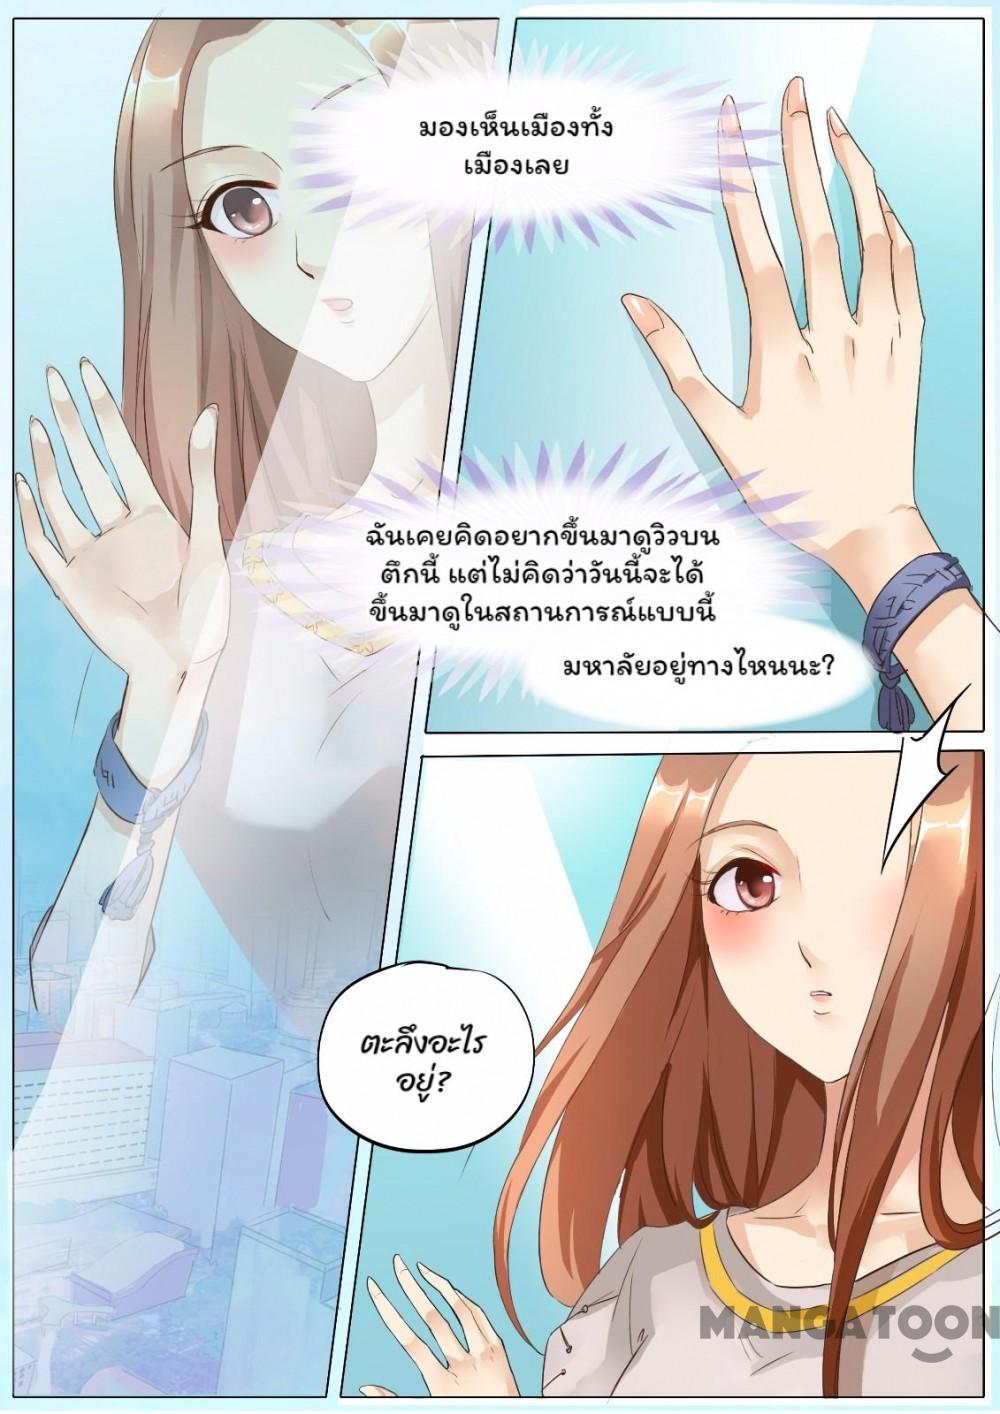 มองเห็นเมืองทั้ง
เมืองเลย
ฉันเคยคิดอยากขึ้นมาดูวิวบน
ตึกนี้ แต่ไม่คิดว่าวันนี้จะได้
ขึ้นมาดูในสถานการณ์แบบนี้
มหาลัยอยู่ทางไหนนะ?
ตะลึงอะไร
อยู่?
MANGATOON